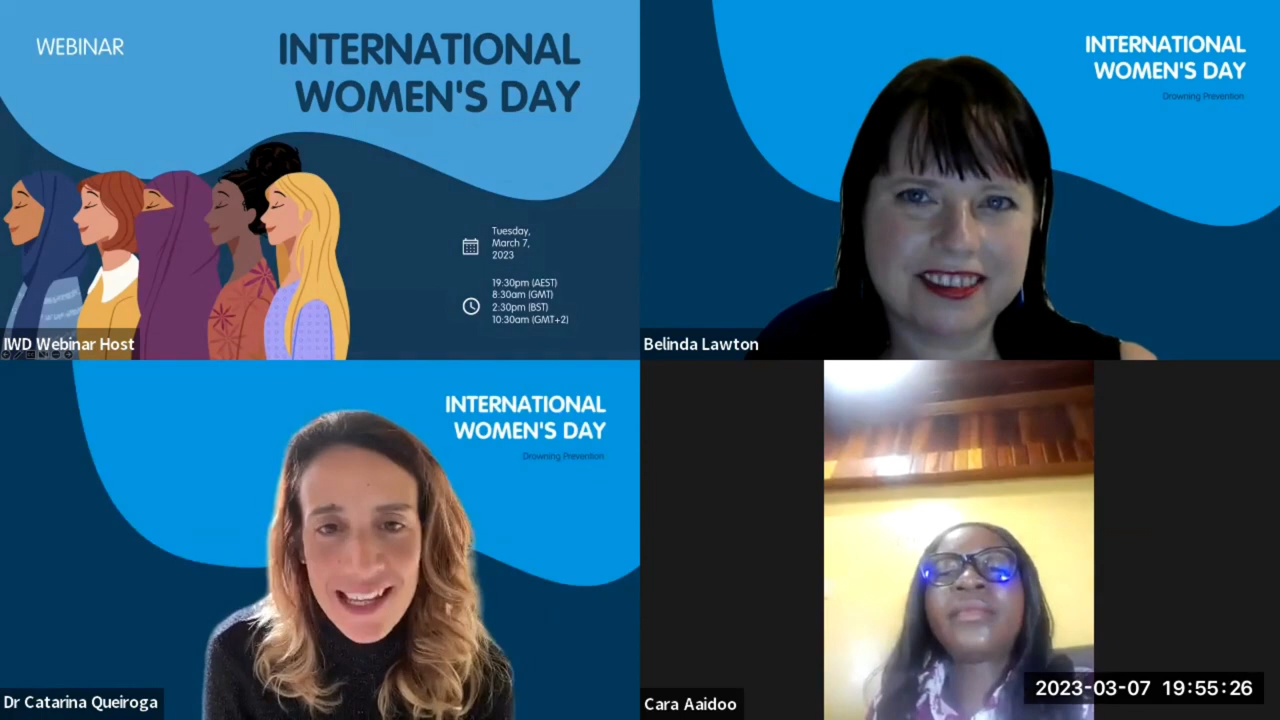 WEBINAR
INTERNATIONAL
WOMEN'S DAY
Tuesday,
March 7,
2023
19:30pm (AEST)
8:30am (GMT)
2:30pm (BST)
10:30am (GMT+2)
IWD Webinar Host
INTERNATIONAL
WOMEN'S DAY
Drowning Prevention
Belinda Lawton
INTERNATIONAL
WOMEN'S DAY
Drowning Prevention
Dr Catarina Queiroga
Cara Aaidoo
2023-03-07 19:55:26